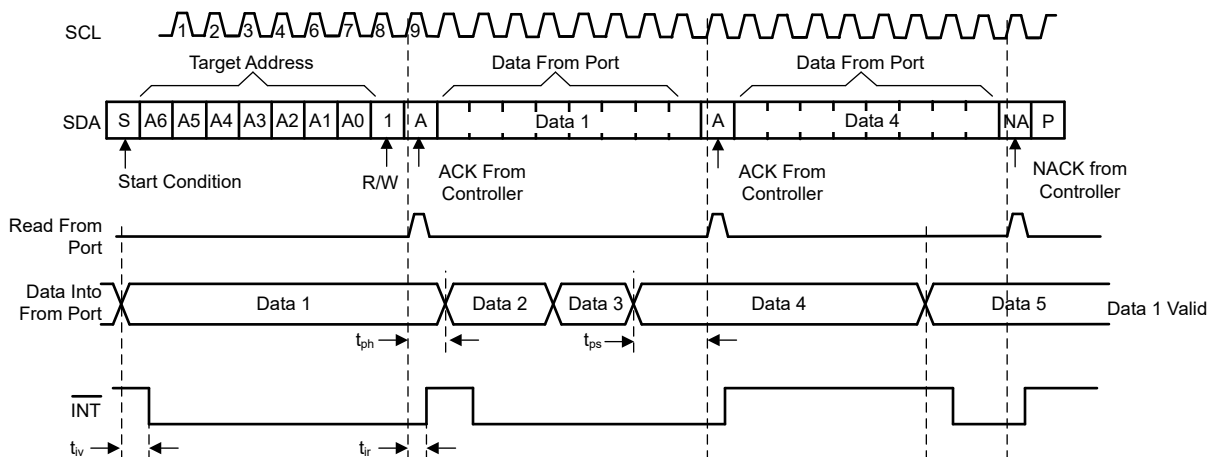 SCL
1 2 3 4 6 7 8 9
Target Address
Data From Port
Data From Port
SDA
S A6 A5 A4 A3 A2 A1 A0 1 A Data 1 A Data 4 NA P
Start Condition
R/W
ACK From
Controller
ACK From
Controller
NACK from
Controller
Read From
Port
Data Into
From Port
Data 1
Data 2
Data 3
Data 4
Data 5
Data 1 Valid
tph
tps
INT
tiv
tir